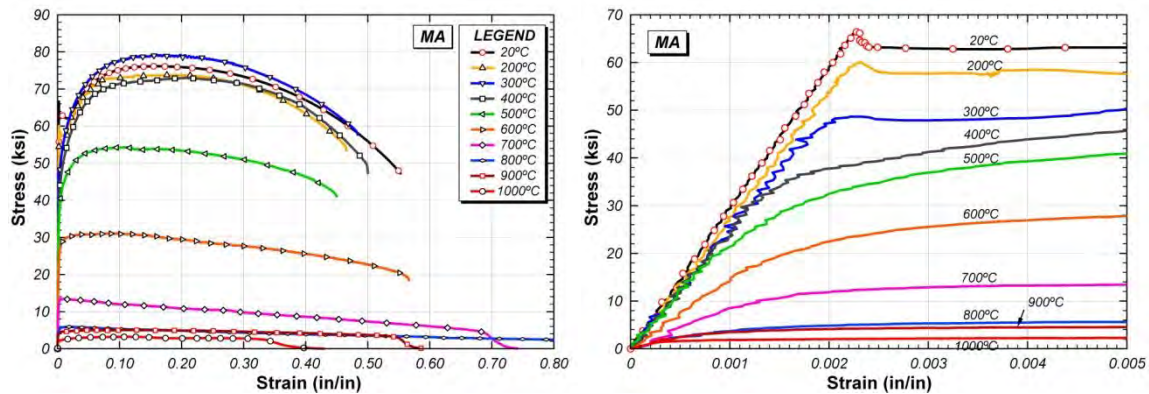 90
80
70
60
50
40
30
20
10
0
Stress (ksi)
0
0.10
0.20
0.30
0.40
0.50
0.60
0.70
0.80
Strain (in/in)
MA
LEGEND
20ºC
200ºC
300ºC
400ºC
500ºC
600ºC
700ºC
800ºC
900ºC
1000ºC
70
60
50
40
30
20
10
0
Stress (ksi)
0
0.001
0.002
0.003
0.004
0.005
Strain (in/in)
MA
20ºC
200ºC
300ºC
400ºC
500ºC
600ºC
700ºC
900ºC
800ºC
1000ºC